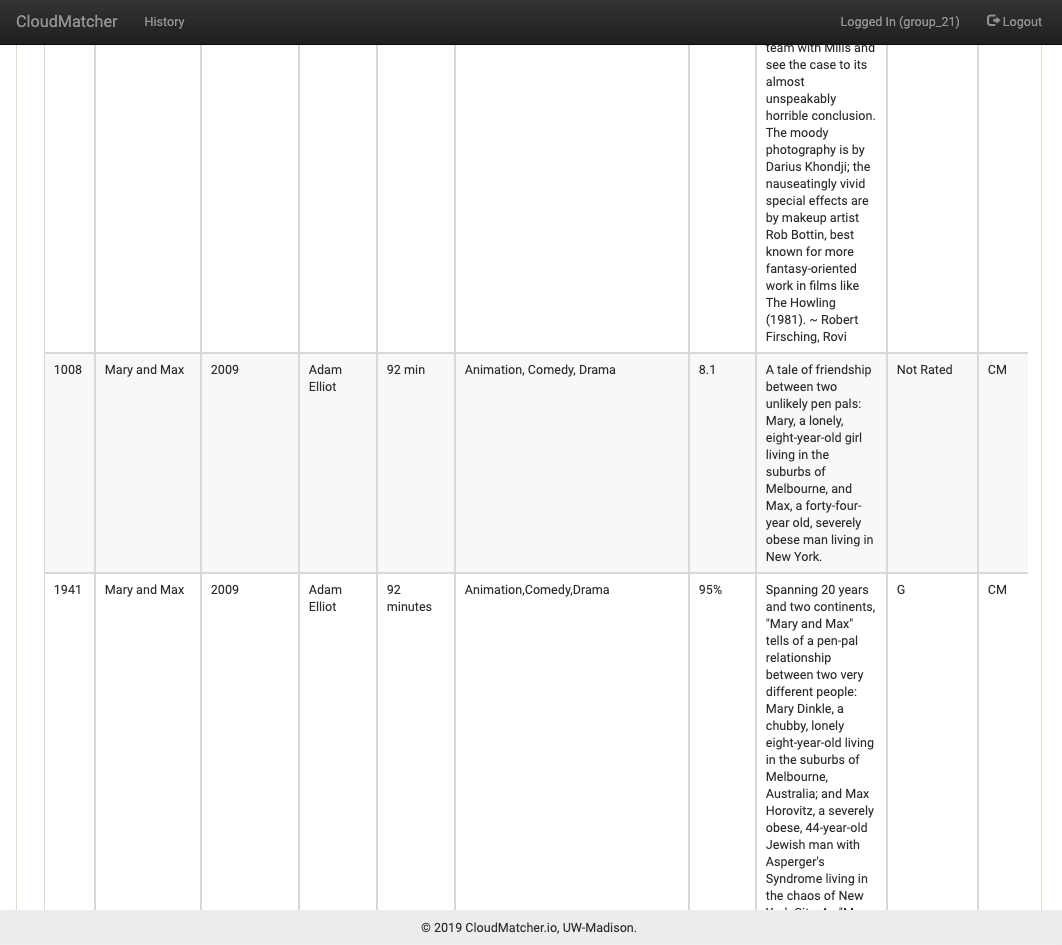 CloudMatcher History Logged In (group_21) Logout
team with Mills and
see the case to its
almost
unspeakably
horrible conclusion.
The moody
photography is by
Darius Khondji; the
nauseatingly vivid
special effects are
by makeup artist
Rob Bottin, best
known for more
fantasy-oriented
work in films like
The Howling
(1981). ~ Robert
Firsching, Rovi
1008 Mary and Max 2009 Adam 92 min Animation, Comedy, Drama 8.1 A tale of friendship Not Rated CM
Elliot between two
unlikely pen pals:
Mary, a lonely,
eight-year-old girl
living in the
suburbs of
Melbourne, and
Max, a forty-four-
year old, severely
obese man living in
New York.
1941 Mary and Max 2009 Adam 92 Animation,Comedy,Drama 95% Spanning 20 years G CM
Elliot minutes and two continents,
"Mary and Max"
tells of a pen-pal
relationship
between two very
different people:
Mary Dinkle, a
chubby, lonely
eight-year-old living
in the suburbs of
Melbourne,
Australia; and Max
Horovitz, a severely
obese, 44-year-old
Jewish man with
Asperger's
Syndrome living in
the chaos of New
© 2019 CloudMatcher.io, UW-Madison.